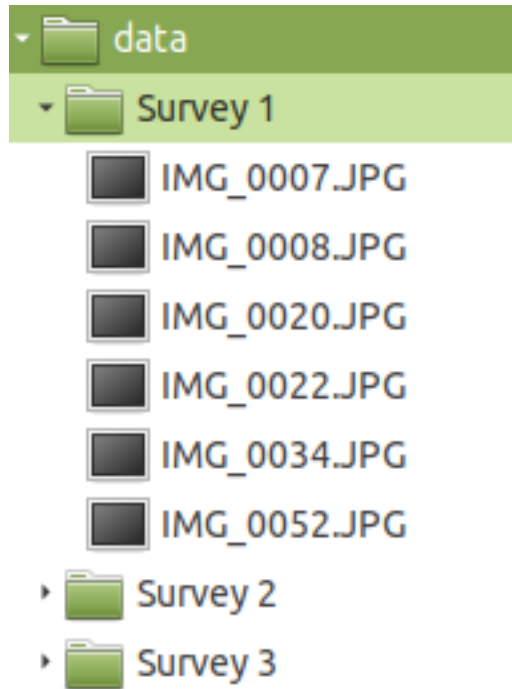 data
Survey 1
IMG_0007.JPG
IMG_0008.JPG
IMG_0020.JPG
IMG_0022.JPG
IMG_0034.JPG
IMG_0052.JPG
Survey 2
Survey 3